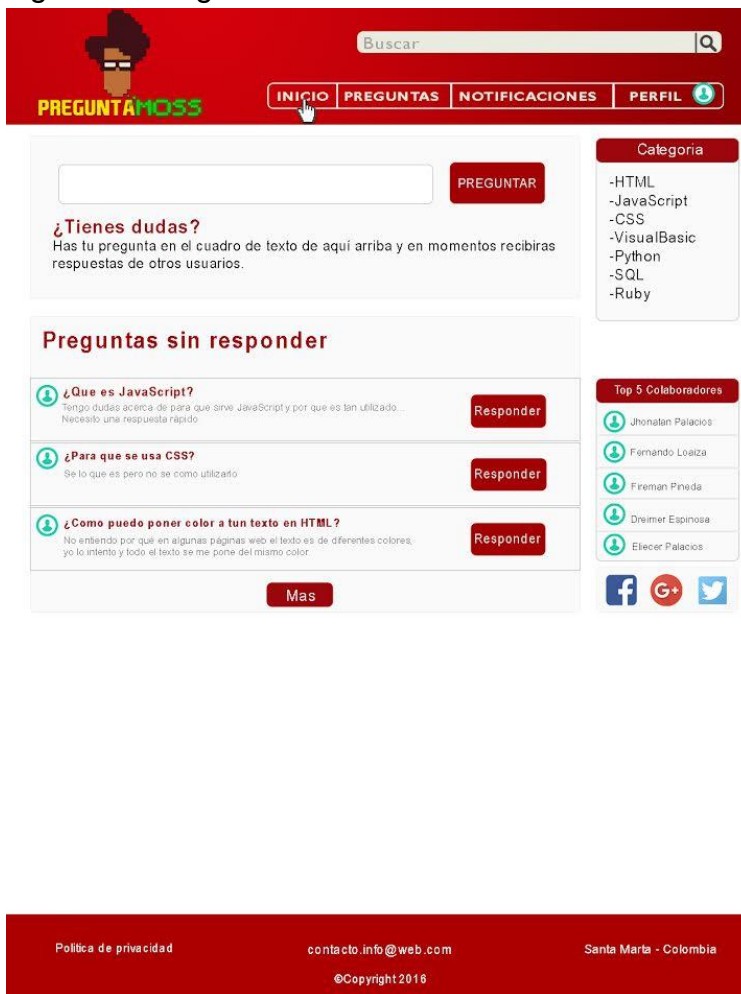 Buscar
PREGUNTAMOSS
INICIO PREGUNTAS NOTIFICACIONES PERFIL
PREGUNTAR
¿Tienes dudas?
Has tu pregunta en el cuadro de texto de aqui arriba y en momentos recibiras
respuestas de otros usuarios.
Categoria
-HTML
-JavaScript
-CSS
-VisualBasic
-Python
-SQL
-Ruby
Preguntas sin responder
¿Que es JavaScript?
Tengo dudas acerca de para que sirve JavaScript y por que es tan utilizado...
Necesito una respuesta rápido
Responder
¿Para que se usa CSS?
Se lo que es pero no se como utilizarlo
Responder
¿Como puedo poner color a tun texto en HTML?
No entiendo por qué en algunas páginas web el texto es de diferentes colores,
yo lo intento y todo el texto se me pone del mismo color
Responder
Mas
Top 5 Colaboradores
Jhonatan Palacios
Fernando Loaiza
Fireman Pineda
Dreimer Espinosa
Eliecer Palacios
G+
Politica de privacidad
contacto.info@web.com
Santa Marta - Colombia
©Copyright 2016